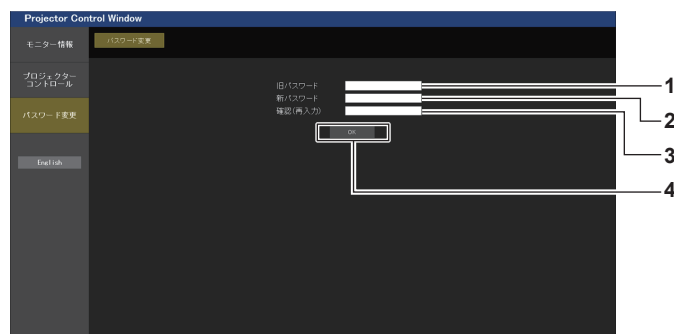 Projector Control Window
モニター情報
パスワード変更
プロジェクター
コントロール
パスワード変更
English
旧パスワード
新パスワード
確認(再入力)
OK
1
2
3
4